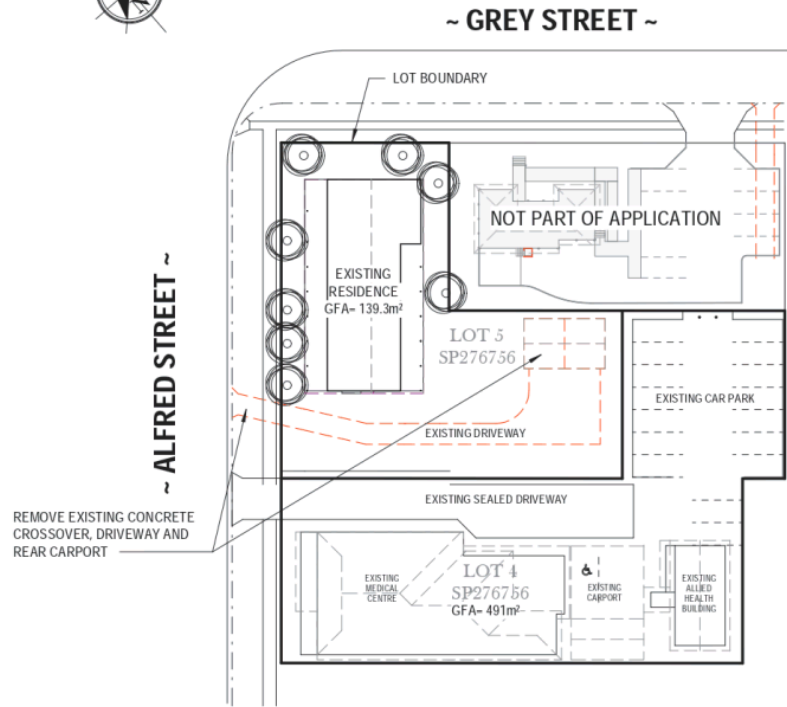 ~ GREY STREET ~
LOT BOUNDARY
NOT PART OF APPLICATION
EXISTING
RESIDENCE
GFA= 139.3m²
~ ALFRED STREET ~
LOT 5
SP276756
EXISTING CAR PARK
EXISTING DRIVEWAY
EXISTING SEALED DRIVEWAY
REMOVE EXISTING CONCRETE
CROSSOVER, DRIVEWAY AND
REAR CARPORT
EXISTING
MEDICAL
CENTRE
LOT 4
SP276756
GFA= 491m²
EXISTING
CARPORT
EXISTING
ALLIED
HEALTH
BUILDING